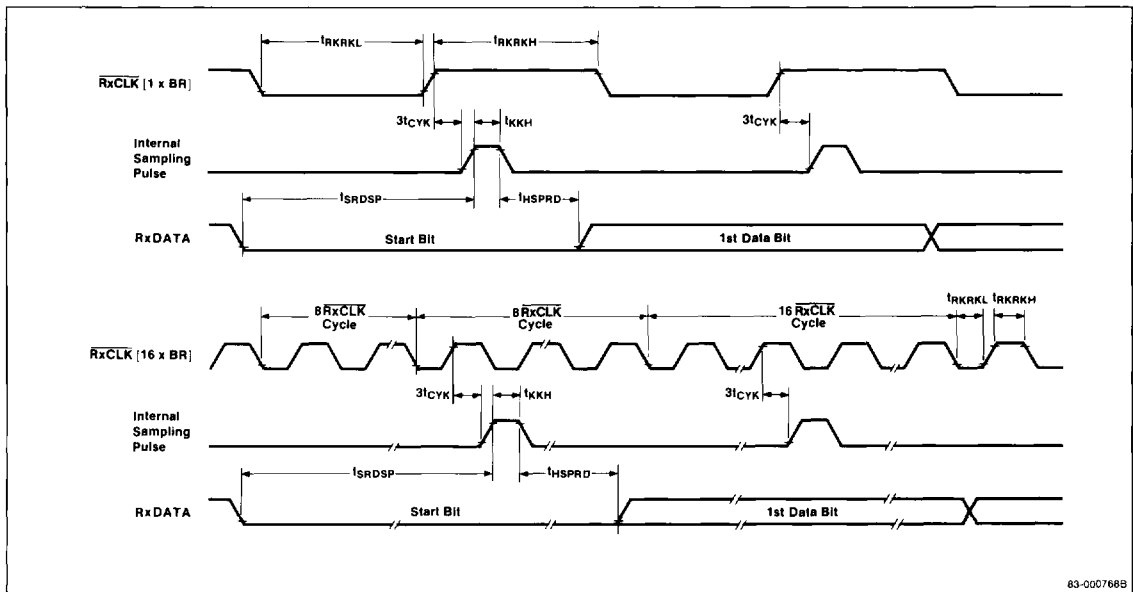 tRKRKL
tRKRKH
RxCLK [1 x BR]
3tCYK
tKKH
3tCYK
Internal
Sampling
Pulse
tSRDSP
tHSPRD
RxDATA
Start Bit
1st Data Bit
8 RxCLK
Cycle
8 RxCLK
Cycle
16 RxCLK
Cycle
tRKRKL
tRKRKH
RxCLK [16 x BR]
3tCYK
tKKH
3tCYK
Internal
Sampling
Pulse
tSRDSP
tHSPRD
RxDATA
Start Bit
1st Data Bit
83-000768B